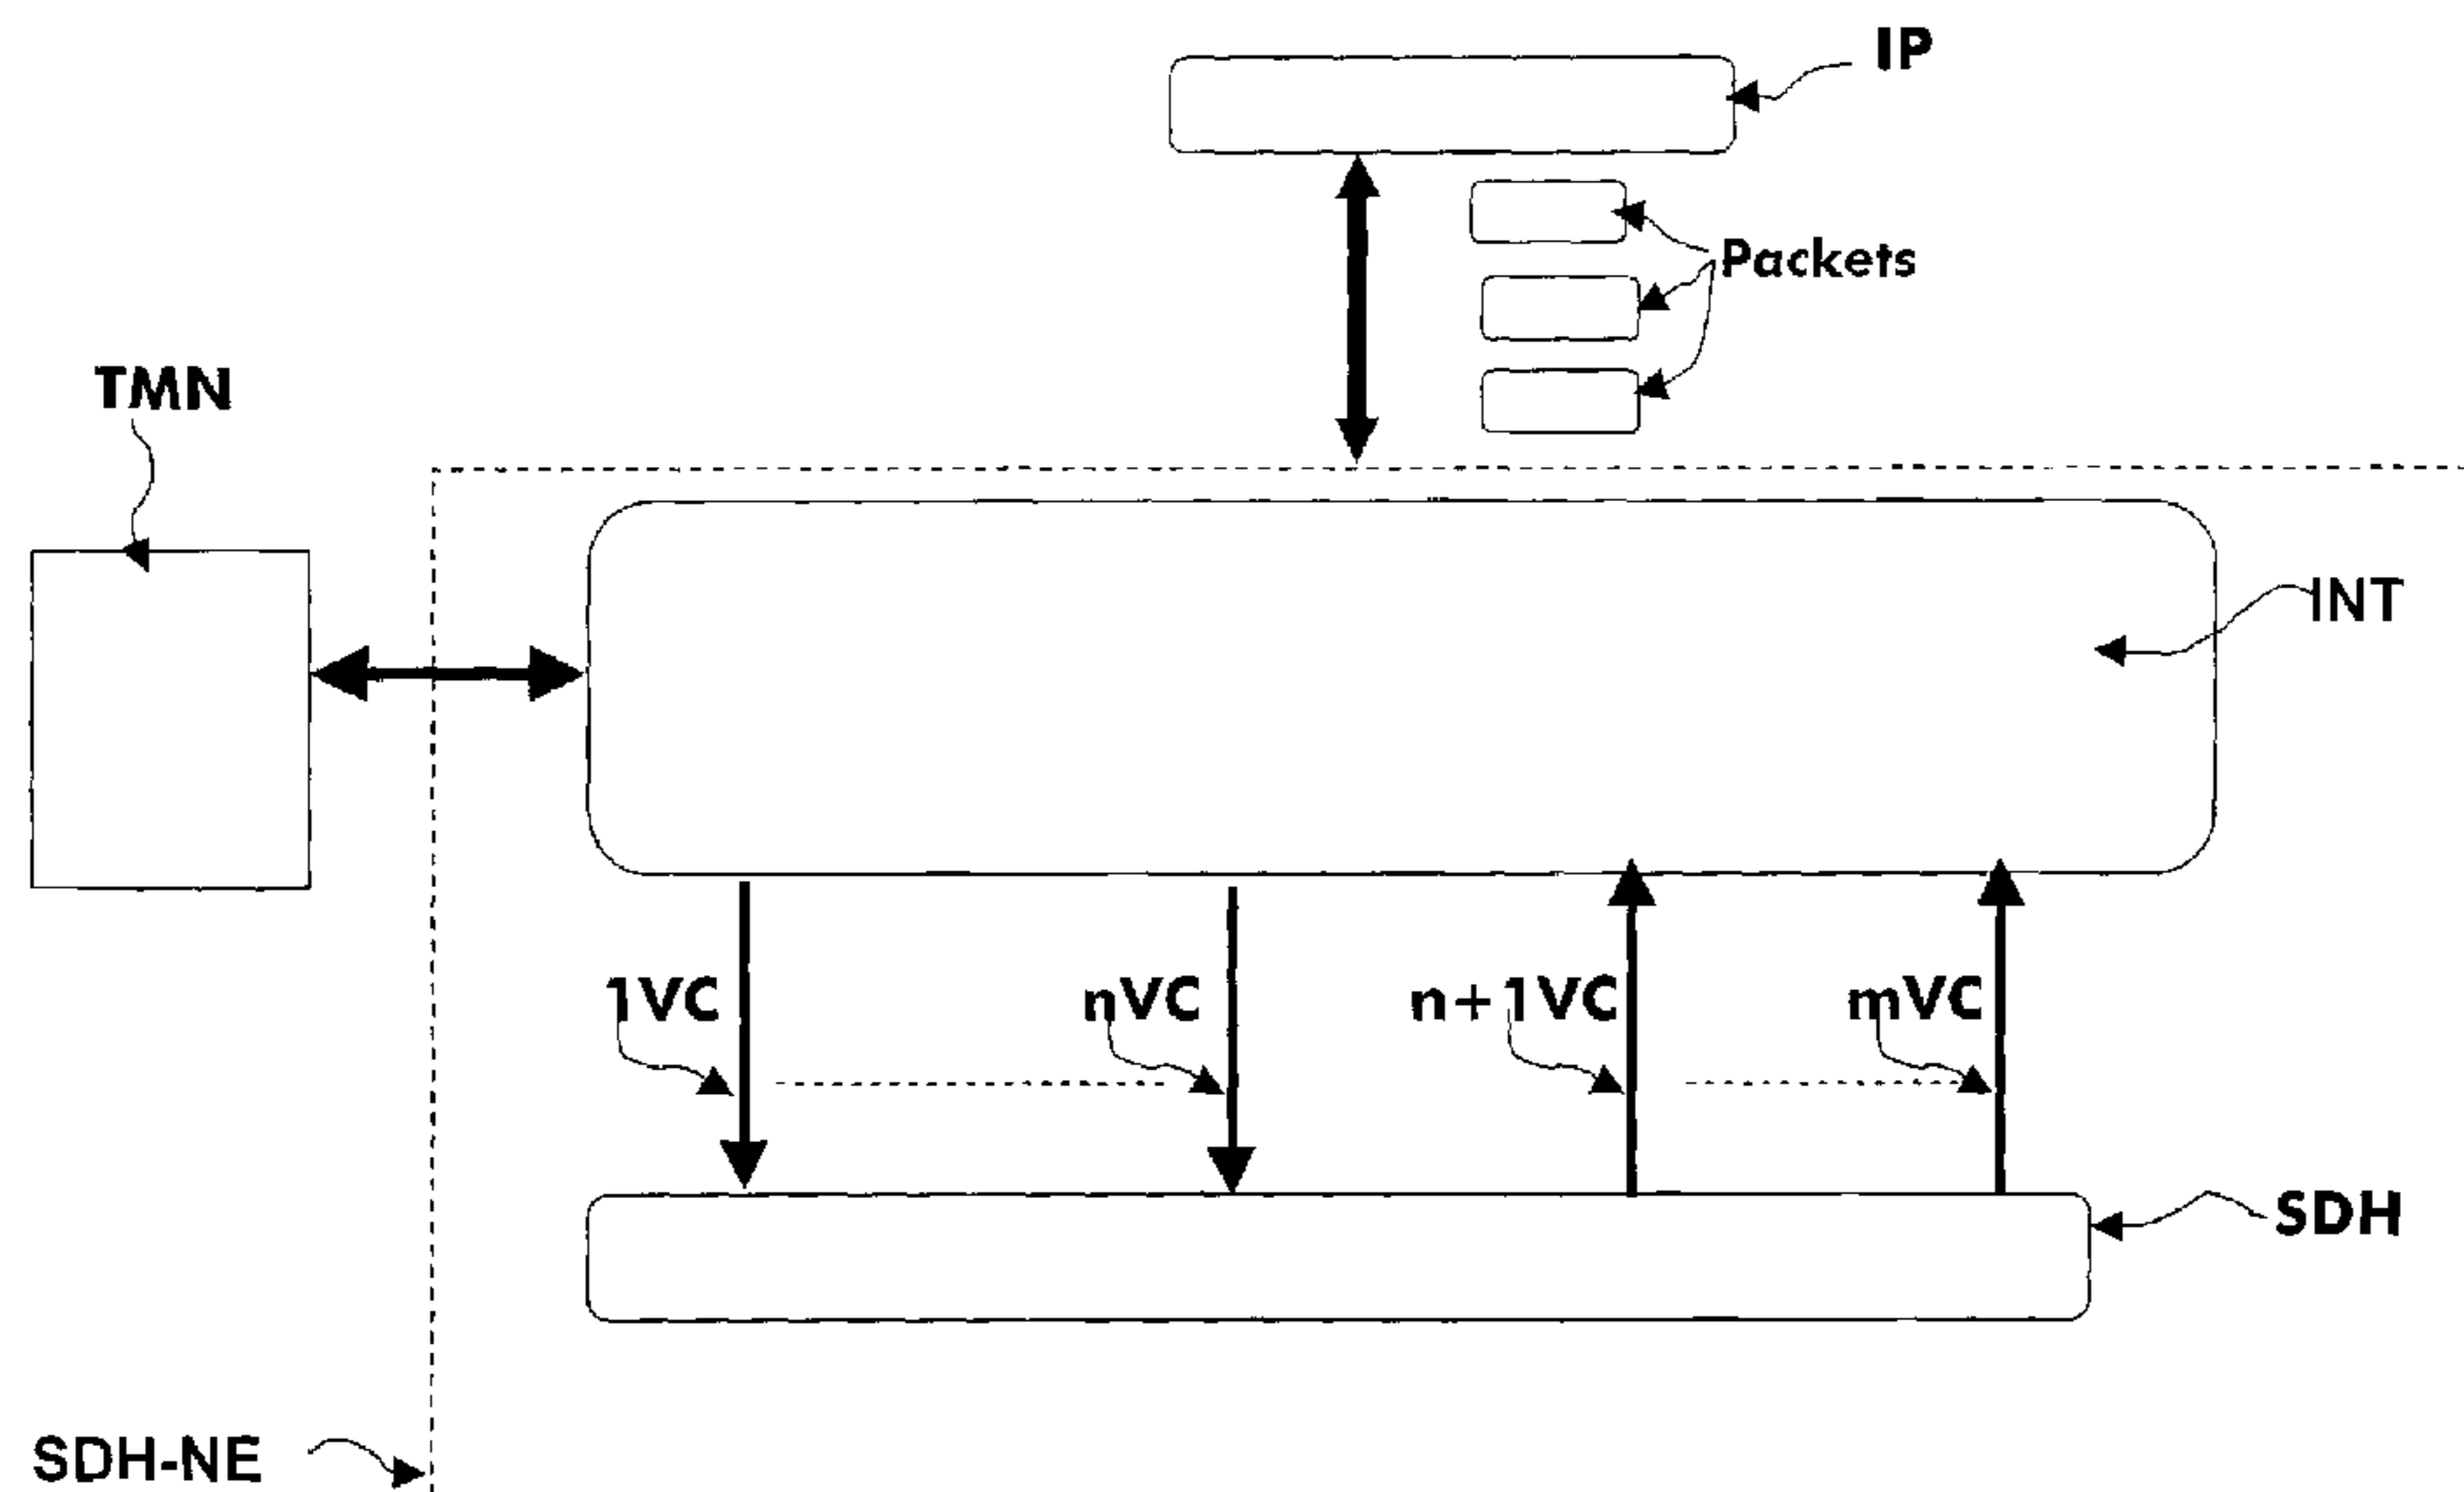 IP
Packets
TMN
INT
1VC
nVC
n+1VC
mVC
SDH
SDH-NE